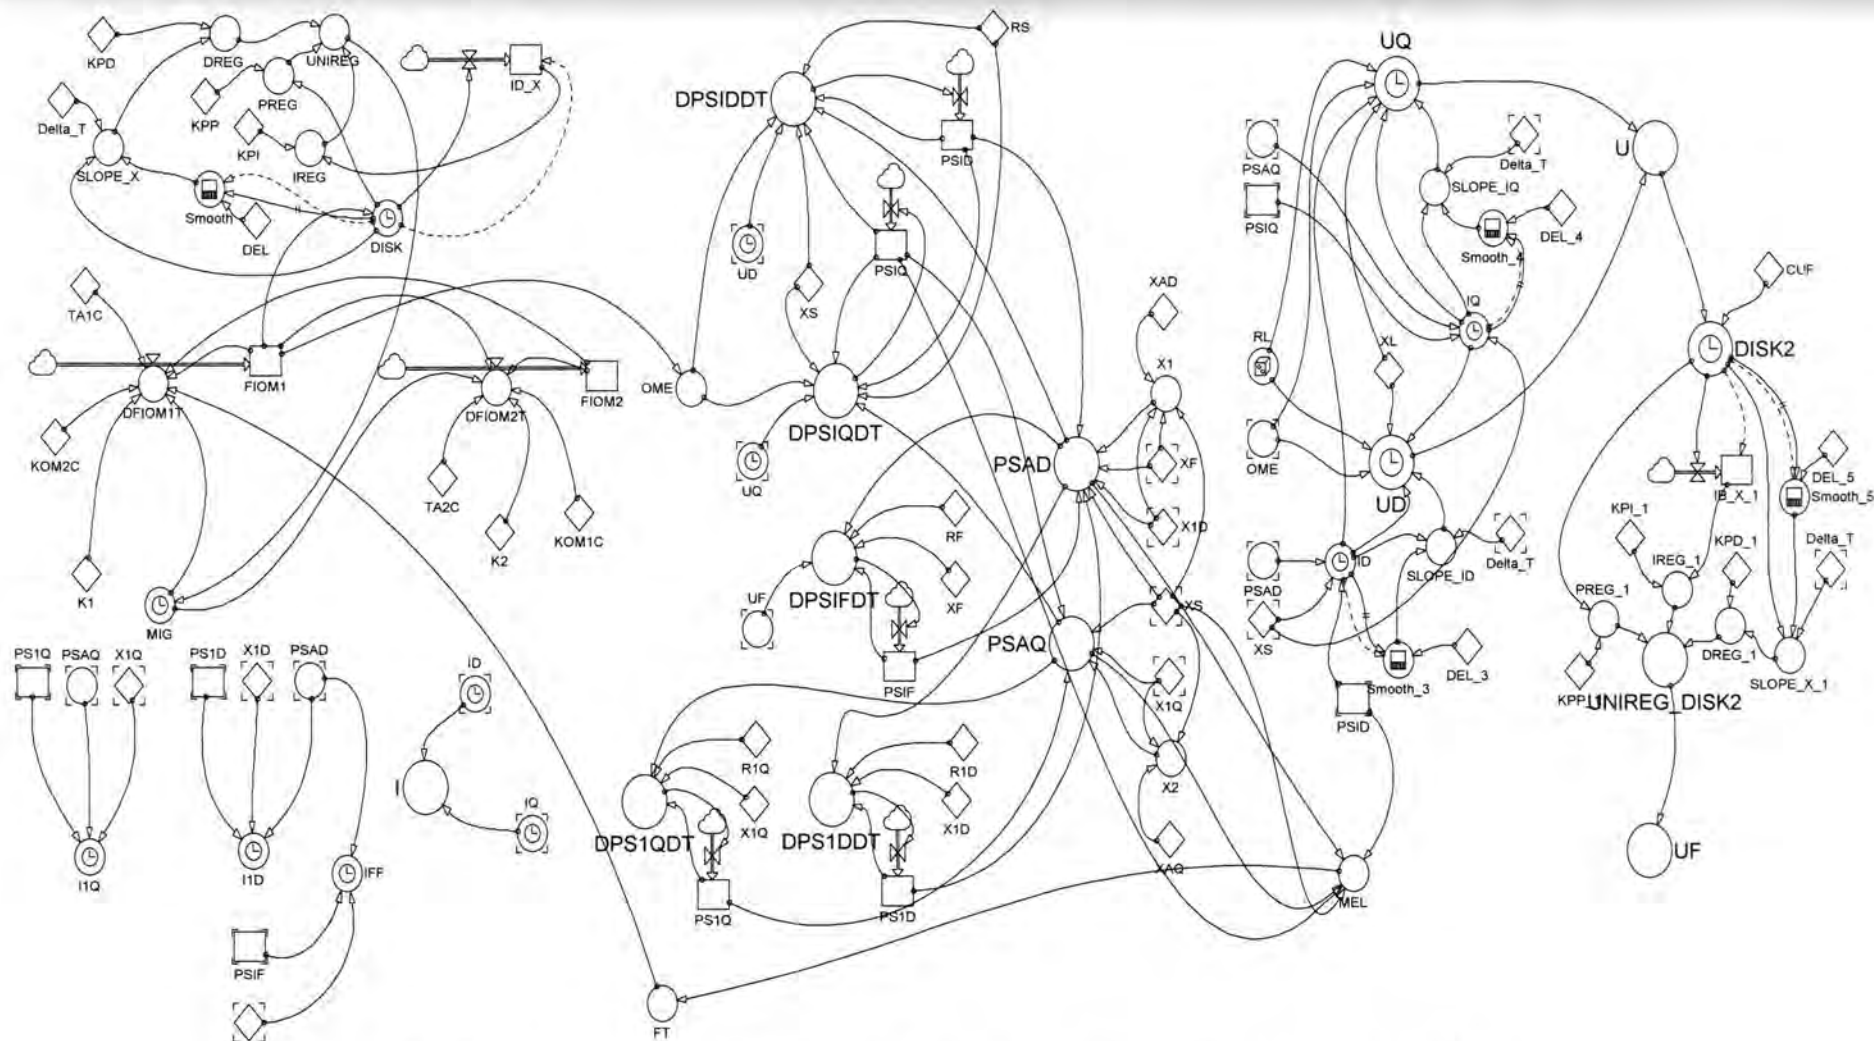 KPD
DREG
UNIREG
ID_X
PREG
KPP
Delta_T
KPI
IREG
SLOPE_X
Smooth
DEL
DISK
TA1C
FIOM1
DFIOM1T
KOM2C
K1
MIG
DFIOM2T
FIOM2
TA2C
K2
KOM1C
OME
RS
DPSIDDT
PSID
UD
XS
PSIQ
DPSIQDT
UQ
XAD
X1
PSAD
XF
X1D
RF
XF
UF
DPSIFDT
PSIF
XS
PSAQ
X1Q
X2
XAQ
R1Q
X1Q
DPS1QDT
PS1Q
R1D
X1D
DPS1DDT
PS1D
MEL
FT
PS1Q
PSAQ
X1Q
I1Q
PS1D
X1D
PSAD
I1D
IFF
PSIF
ID
I
IQ
UQ
PSAQ
PSIQ
Delta_T
SLOPE_IQ
Smooth_4
DEL_4
IQ
RL
XL
OME
UD
PSAD
ID
XS
SLOPE_ID
Delta_T
Smooth_3
DEL_3
PSID
U
CUF
DISK2
IB_X_1
DEL_5
Smooth_5
KPI_1
IREG_1
KPD_1
Delta_T
PREG_1
DREG_1
SLOPE_X_1
KPP_1
UNIREG_DISK2
UF